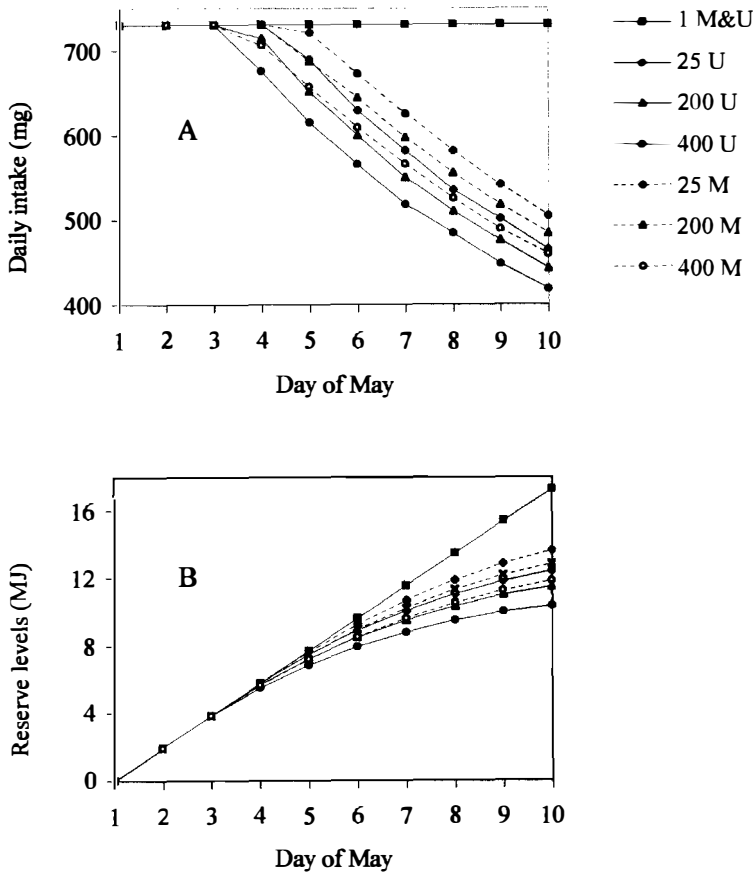 700
600
500
400
Daily intake (mg)
A
1 2 3 4 5 6 7 8 9 10
Day of May
1 M&U
25 U
200 U
400 U
25 M
200 M
400 M
16
12
8
4
0
Reserve levels (MJ)
B
1 2 3 4 5 6 7 8 9 10
Day of May